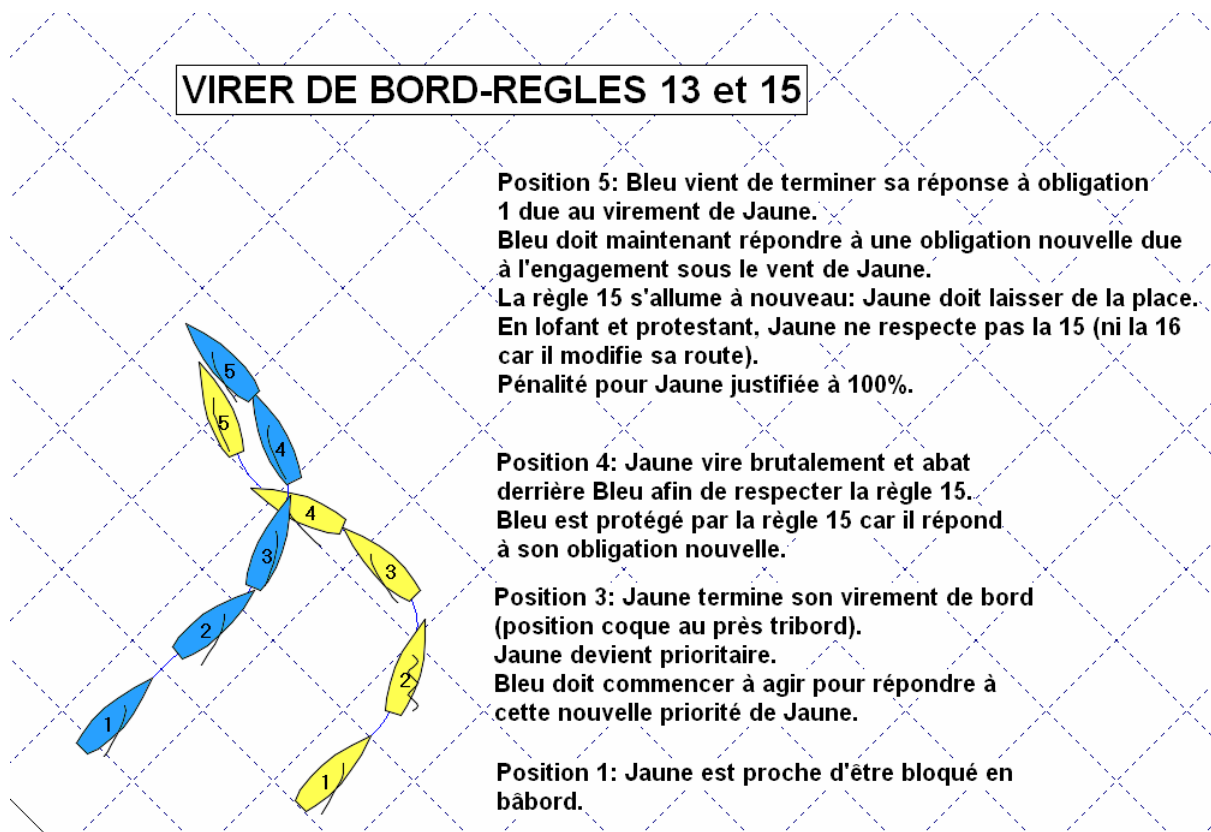 VIRER DE BORD-REGLES 13 et 15
Position 5: Bleu vient de terminer sa réponse à obligation
1 due au virement de Jaune.
Bleu doit maintenant répondre à une obligation nouvelle due
à l'engagement sous le vent de Jaune.
La règle 15 s'allume à nouveau: Jaune doit laisser de la place.
En lofant et protestant, Jaune ne respecte pas la 15 (ni la 16
car il modifie sa route).
Pénalité pour Jaune justifiée à 100%.
Position 4: Jaune vire brutalement et abat
derrière Bleu afin de respecter la règle 15.
Bleu est protégé par la règle 15 car il répond
à son obligation nouvelle.
Position 3: Jaune termine son virement de bord
(position coque au près tribord).
Jaune devient prioritaire.
Bleu doit commencer à agir pour répondre à
cette nouvelle priorité de Jaune.
Position 1: Jaune est proche d'être bloqué en
bâbord.
5
5
4
4
3
3
2
2
1
1